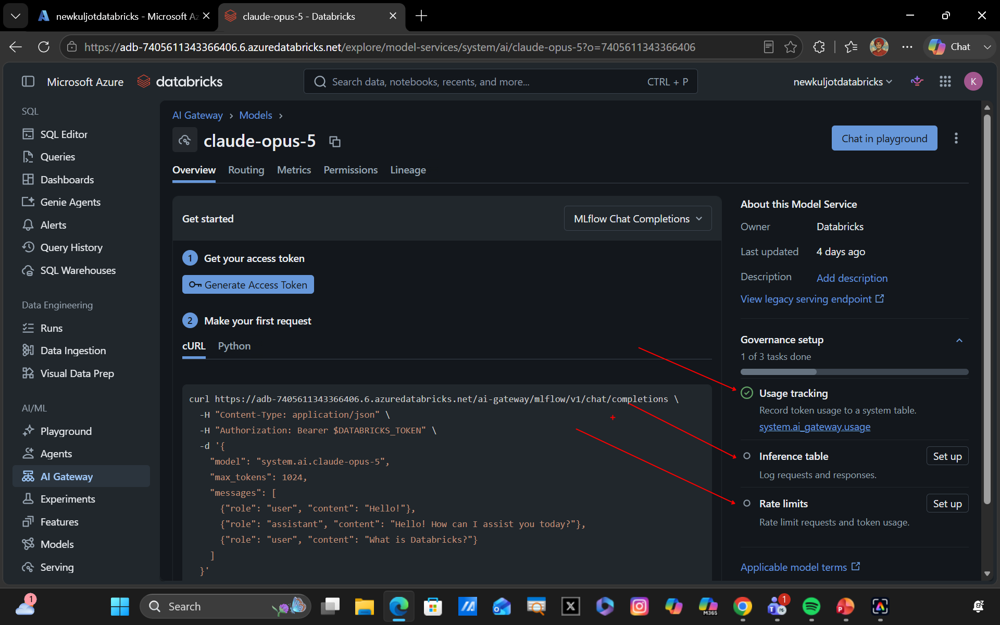 newkuljotdatabricks - Microsoft Az
claude-opus-5 - Databricks
https://adb-7405611343366406.6.azuredatabricks.net/explore/model-services/system/ai/claude-opus-5?o=7405611343366406
Chat
Microsoft Azure
databricks
Search data, notebooks, recents, and more...
CTRL + P
newkuljotdatabricks
K
SQL
SQL Editor
Queries
Dashboards
Genie Agents
Alerts
Query History
SQL Warehouses
Data Engineering
Runs
Data Ingestion
Visual Data Prep
AI/ML
Playground
Agents
AI Gateway
Experiments
Features
Models
Serving
AI Gateway › Models ›
claude-opus-5
Chat in playground
Overview
Routing
Metrics
Permissions
Lineage
Get started
MLflow Chat Completions
1 Get your access token
Generate Access Token
2 Make your first request
cURL
Python
curl https://adb-7405611343366406.6.azuredatabricks.net/ai-gateway/mlflow/v1/chat/completions \
-H "Content-Type: application/json" \
-H "Authorization: Bearer $DATABRICKS_TOKEN" \
-d '{
"model": "system.ai.claude-opus-5",
"max_tokens": 1024,
"messages": [
{"role": "user", "content": "Hello!"},
{"role": "assistant", "content": "Hello! How can I assist you today?"},
{"role": "user", "content": "What is Databricks?"}
]
}'
About this Model Service
Owner Databricks
Last updated 4 days ago
Description Add description
View legacy serving endpoint
Governance setup
1 of 3 tasks done
Usage tracking
Record token usage to a system table.
system.ai_gateway.usage
Inference table
Set up
Log requests and responses.
Rate limits
Set up
Rate limit requests and token usage.
Applicable model terms
1
Search
M365
1